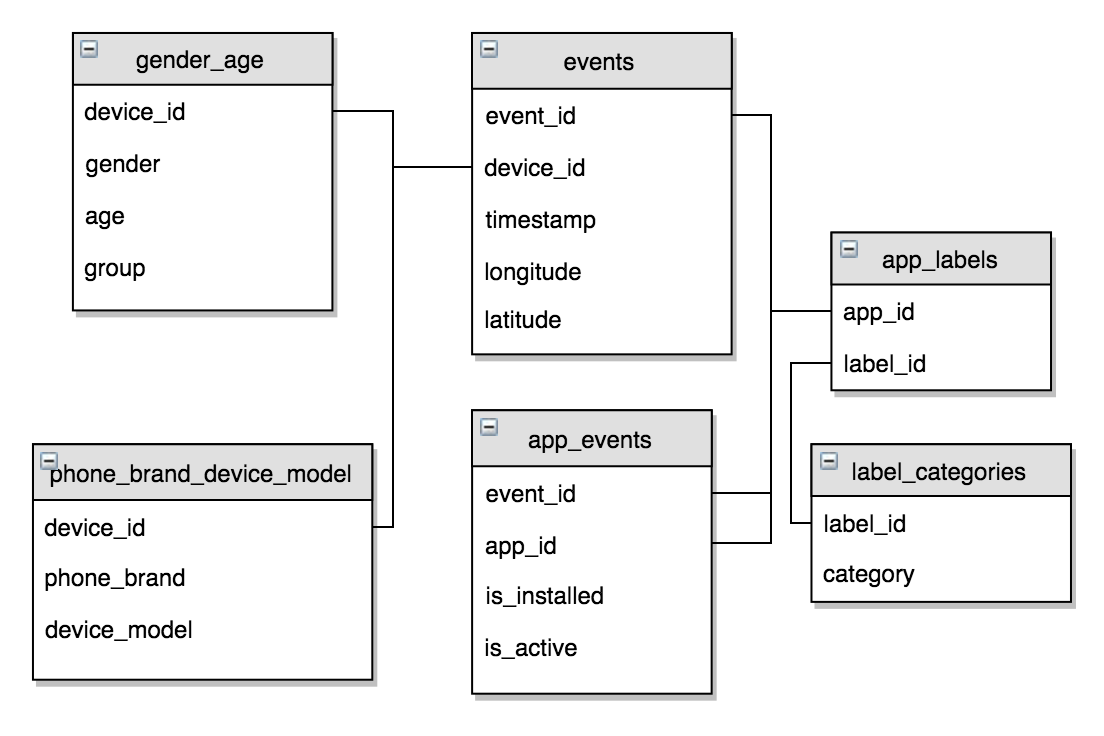 gender_age
device_id
gender
age
group
events
event_id
device_id
timestamp
longitude
latitude
app_labels
app_id
label_id
phone_brand_device_model
device_id
phone_brand
device_model
app_events
event_id
app_id
is_installed
is_active
label_categories
label_id
category